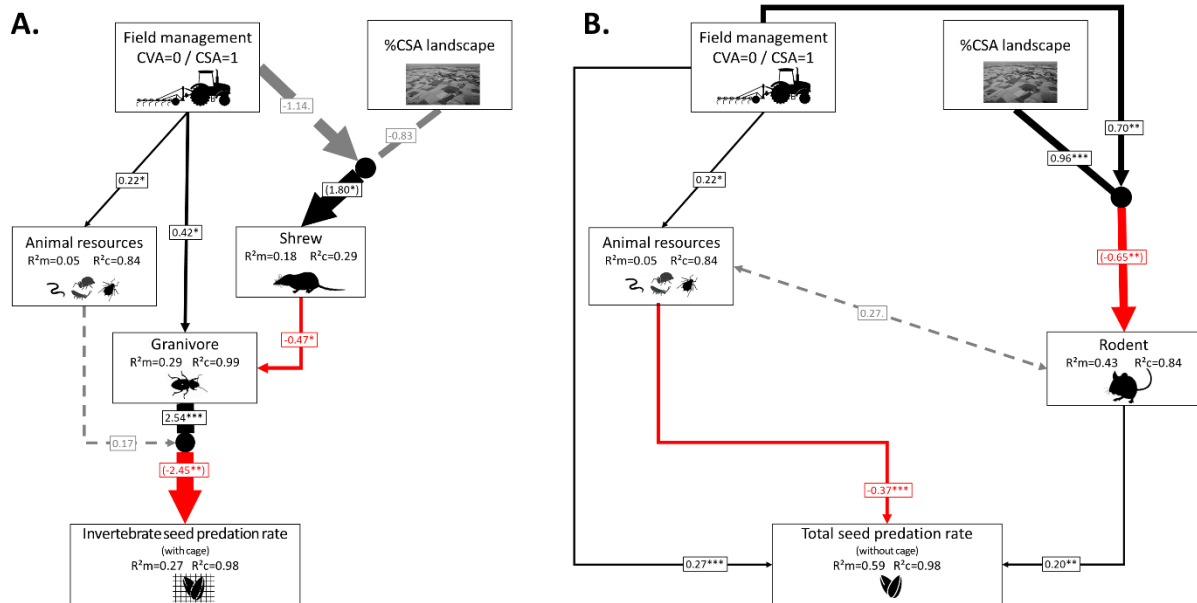 A.
Field management
CVA=0 / CSA=1
%CSA landscape
-1.14.
-0.83
(1.80*)
0.22*
0.42*
Animal resources
R²m=0.05 R²c=0.84
Shrew
R²m=0.18 R²c=0.29
-0.47*
Granivore
R²m=0.29 R²c=0.99
2.54***
0.17
(-2.45**)
Invertebrate seed predation rate
(with cage)
R²m=0.27 R²c=0.98
B.
Field management
CVA=0 / CSA=1
%CSA landscape
0.70**
0.96***
0.22*
Animal resources
R²m=0.05 R²c=0.84
(-0.65**)
0.27.
Rodent
R²m=0.43 R²c=0.84
-0.37***
Total seed predation rate
(without cage)
R²m=0.59 R²c=0.98
0.27***
0.20**